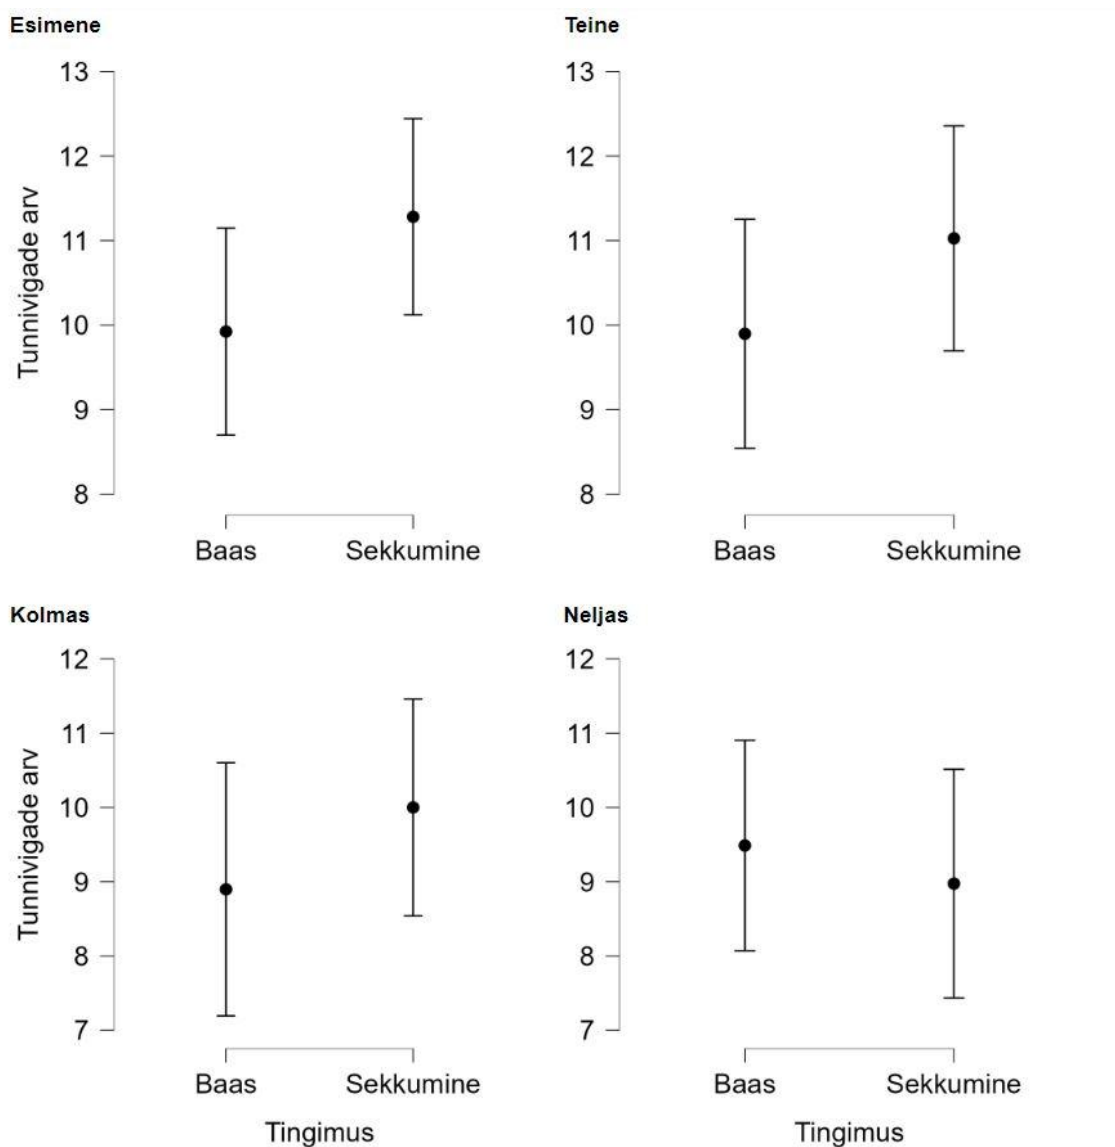 Esimene
Tunnivigade arv
13
12
11
10
9
8
Baas Sekkumine
Teine
13
12
11
10
9
8
Baas Sekkumine
Kolmas
Tunnivigade arv
12
11
10
9
8
7
Baas Sekkumine
Tingimus
Neljas
12
11
10
9
8
7
Baas Sekkumine
Tingimus